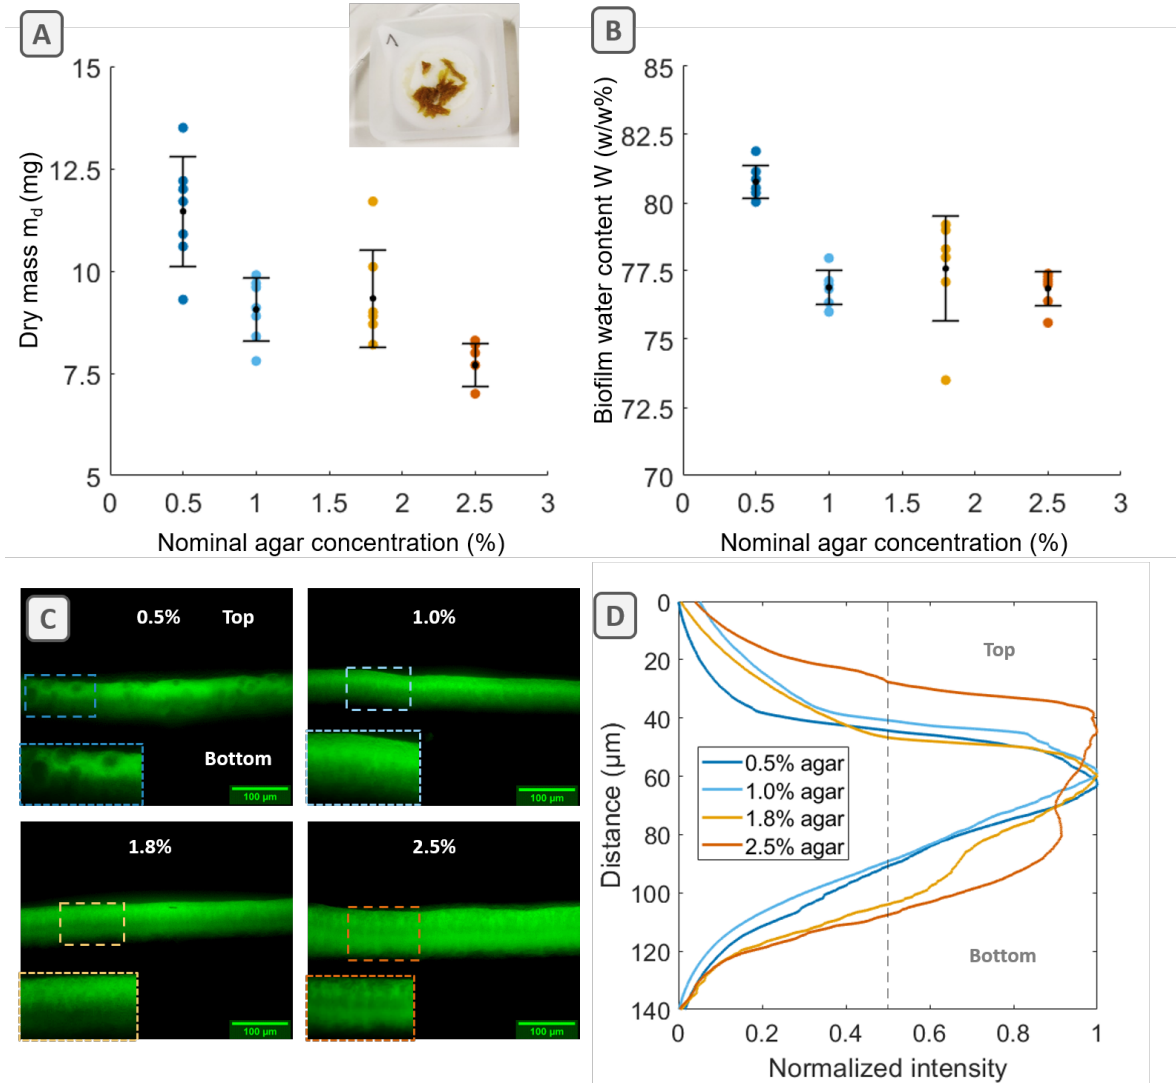 A
15
12.5
10
7.5
5
0
0.5
1
1.5
2
2.5
3
Dry mass m_d (mg)
Nominal agar concentration (%)
B
85
82.5
80
77.5
75
72.5
70
0
0.5
1
1.5
2
2.5
3
Biofilm water content W (w/w%)
Nominal agar concentration (%)
C
0.5%
Top
Bottom
100 µm
1.0%
100 µm
1.8%
100 µm
2.5%
100 µm
D
0
20
40
60
80
100
120
140
Distance (µm)
Top
0.5% agar
1.0% agar
1.8% agar
2.5% agar
Bottom
0
0.2
0.4
0.6
0.8
1
Normalized intensity